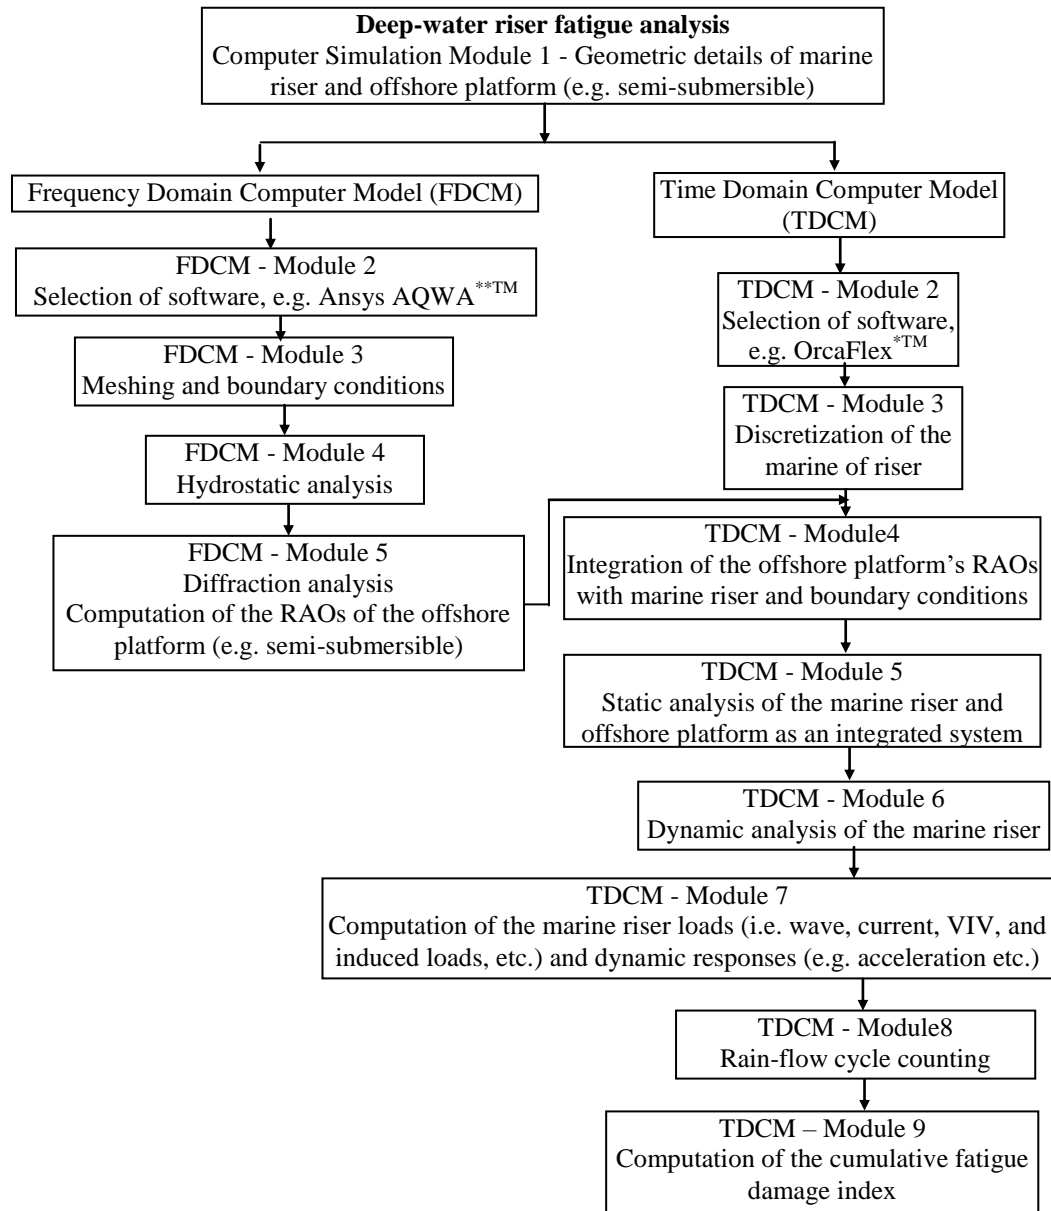 Deep-water riser fatigue analysis
Computer Simulation Module 1 - Geometric details of marine
riser and offshore platform (e.g. semi-submersible)
Frequency Domain Computer Model (FDCM)
FDCM - Module 2
Selection of software, e.g. Ansys AQWA**TM
FDCM - Module 3
Meshing and boundary conditions
FDCM - Module 4
Hydrostatic analysis
FDCM - Module 5
Diffraction analysis
Computation of the RAOs of the offshore
platform (e.g. semi-submersible)
Time Domain Computer Model
(TDCM)
TDCM - Module 2
Selection of software,
e.g. OrcaFlex*TM
TDCM - Module 3
Discretization of the
marine of riser
TDCM - Module4
Integration of the offshore platform’s RAOs
with marine riser and boundary conditions
TDCM - Module 5
Static analysis of the marine riser and
offshore platform as an integrated system
TDCM - Module 6
Dynamic analysis of the marine riser
TDCM - Module 7
Computation of the marine riser loads (i.e. wave, current, VIV, and
induced loads, etc.) and dynamic responses (e.g. acceleration etc.)
TDCM - Module8
Rain-flow cycle counting
TDCM – Module 9
Computation of the cumulative fatigue
damage index